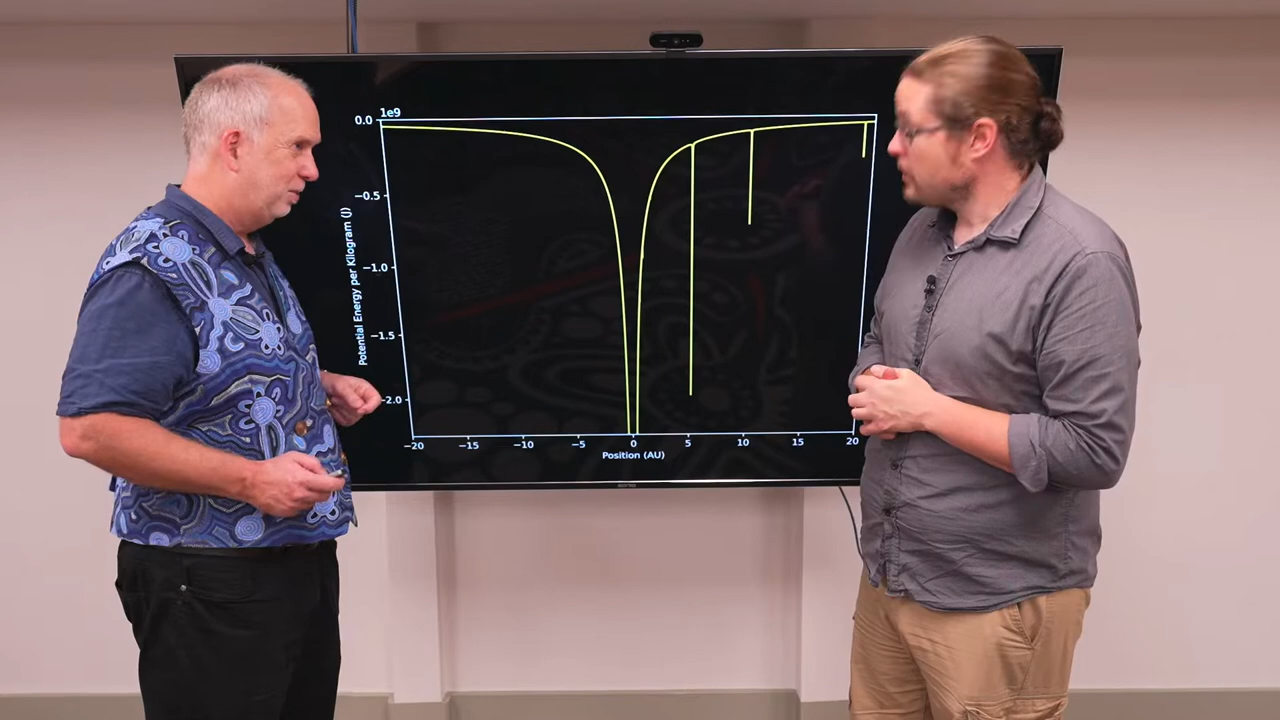 1e9
0.0
−0.5
−1.0
−1.5
−2.0
Potential Energy per Kilogram (J)
−20 −15 −10 −5 0 5 10 15 20
Position (AU)